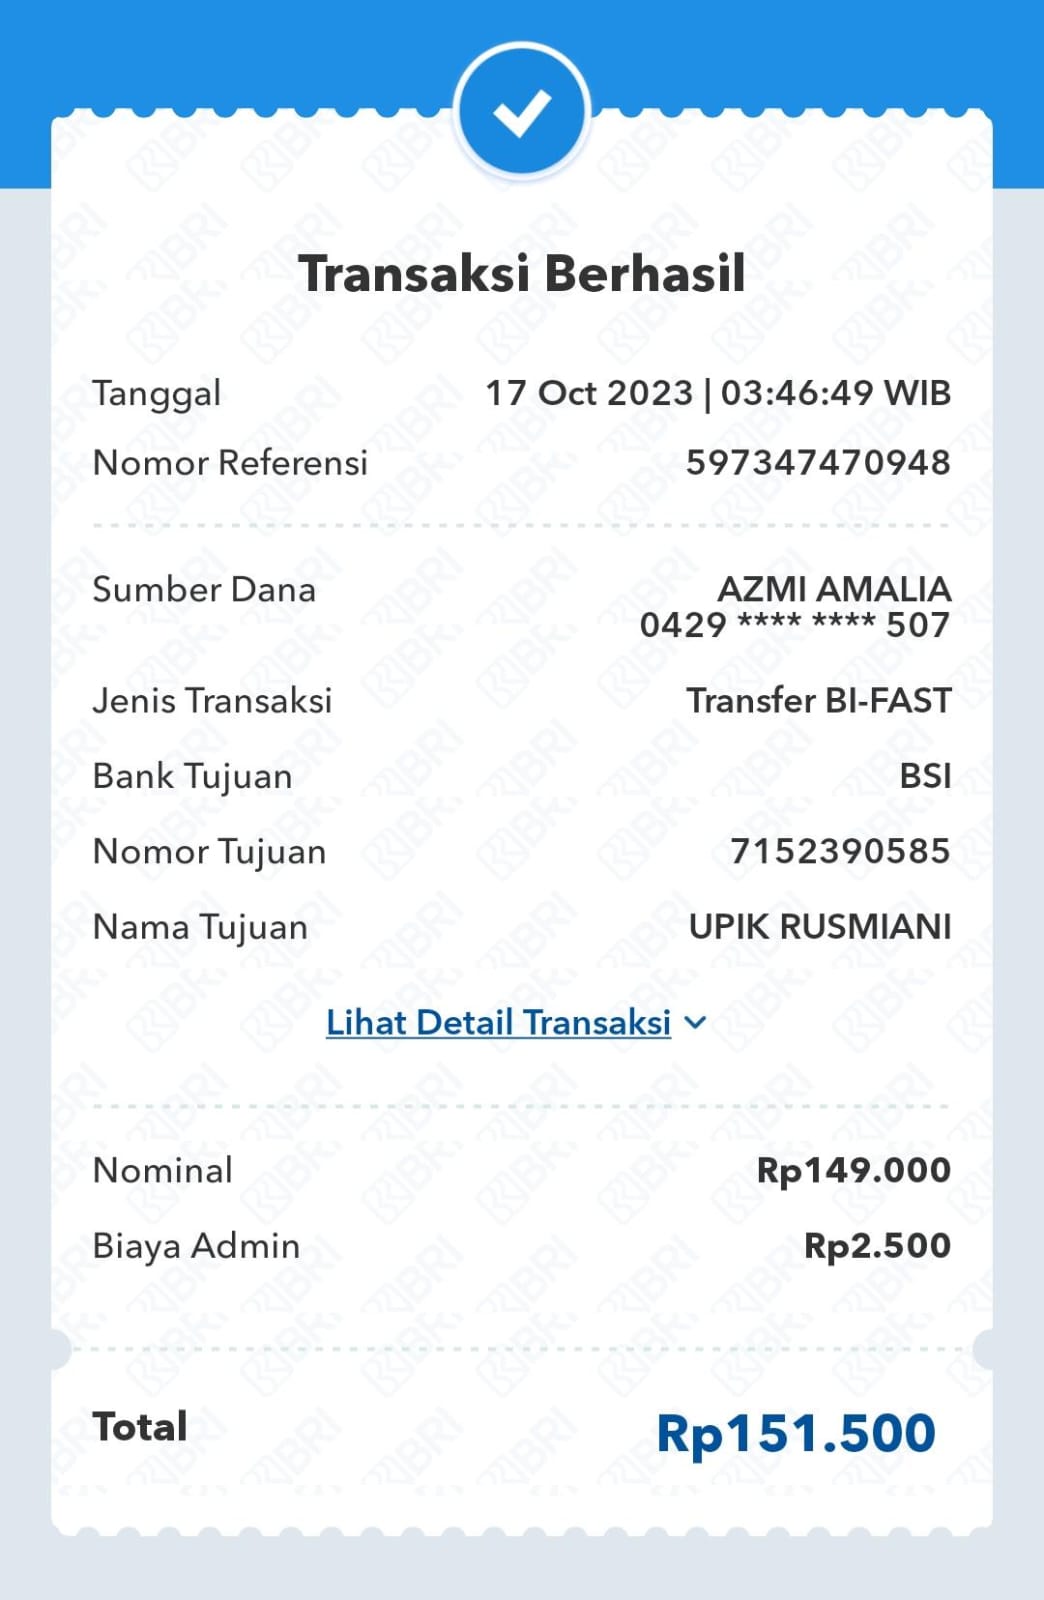 Transaksi Berhasil
Tanggal 17 Oct 2023 | 03:46:49 WIB
Nomor Referensi 597347470948
Sumber Dana AZMI AMALIA
0429 **** **** 507
Jenis Transaksi Transfer BI-FAST
Bank Tujuan BSI
Nomor Tujuan 7152390585
Nama Tujuan UPIK RUSMIANI
Lihat Detail Transaksi
Nominal Rp149.000
Biaya Admin Rp2.500
Total Rp151.500